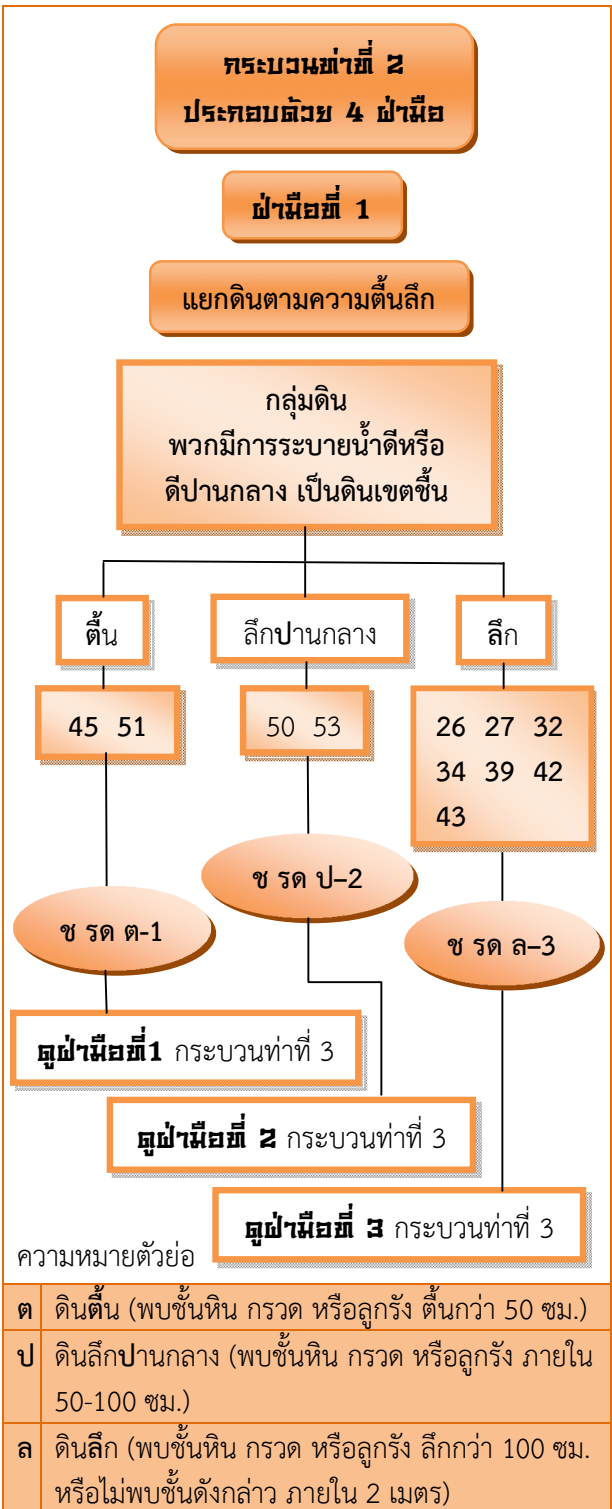 กระบวนท่าที่ 2
ประกอบด้วย 4 ฝ่ามือ
ฝ่ามือที่ 1
แยกดินตามความตื้นลึก
กลุ่มดิน
พวกมีการระบายน้ำดีหรือ
ดีปานกลาง เป็นดินเขตชื้น
ตื้น
ลึกปานกลาง
ลึก
45 51
50 53
26 27 32
34 39 42
43
ช รด ป–2
ช รด ต-1
ช รด ล–3
ดูฝ่ามือที่1 กระบวนท่าที่ 3
ดูฝ่ามือที่ 2 กระบวนท่าที่ 3
ดูฝ่ามือที่ 3 กระบวนท่าที่ 3
ความหมายตัวย่อ
ต ดินตื้น (พบชั้นหิน กรวด หรือลูกรัง ตื้นกว่า 50 ซม.)
ป ดินลึกปานกลาง (พบชั้นหิน กรวด หรือลูกรัง ภายใน
50-100 ซม.)
ล ดินลึก (พบชั้นหิน กรวด หรือลูกรัง ลึกกว่า 100 ซม.
หรือไม่พบชั้นดังกล่าว ภายใน 2 เมตร)